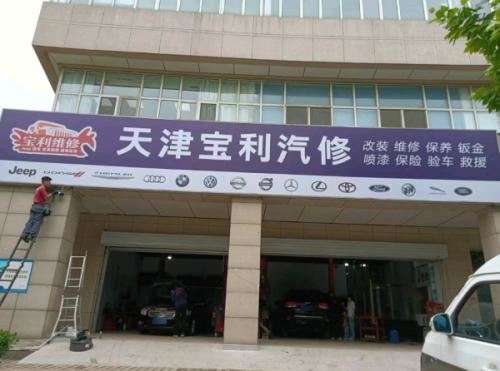 宝利维修
天津宝利汽修
改装 维修 保养 钣金
喷漆 保险 验车 救援
Jeep DODGE CHRYSLER
Ford